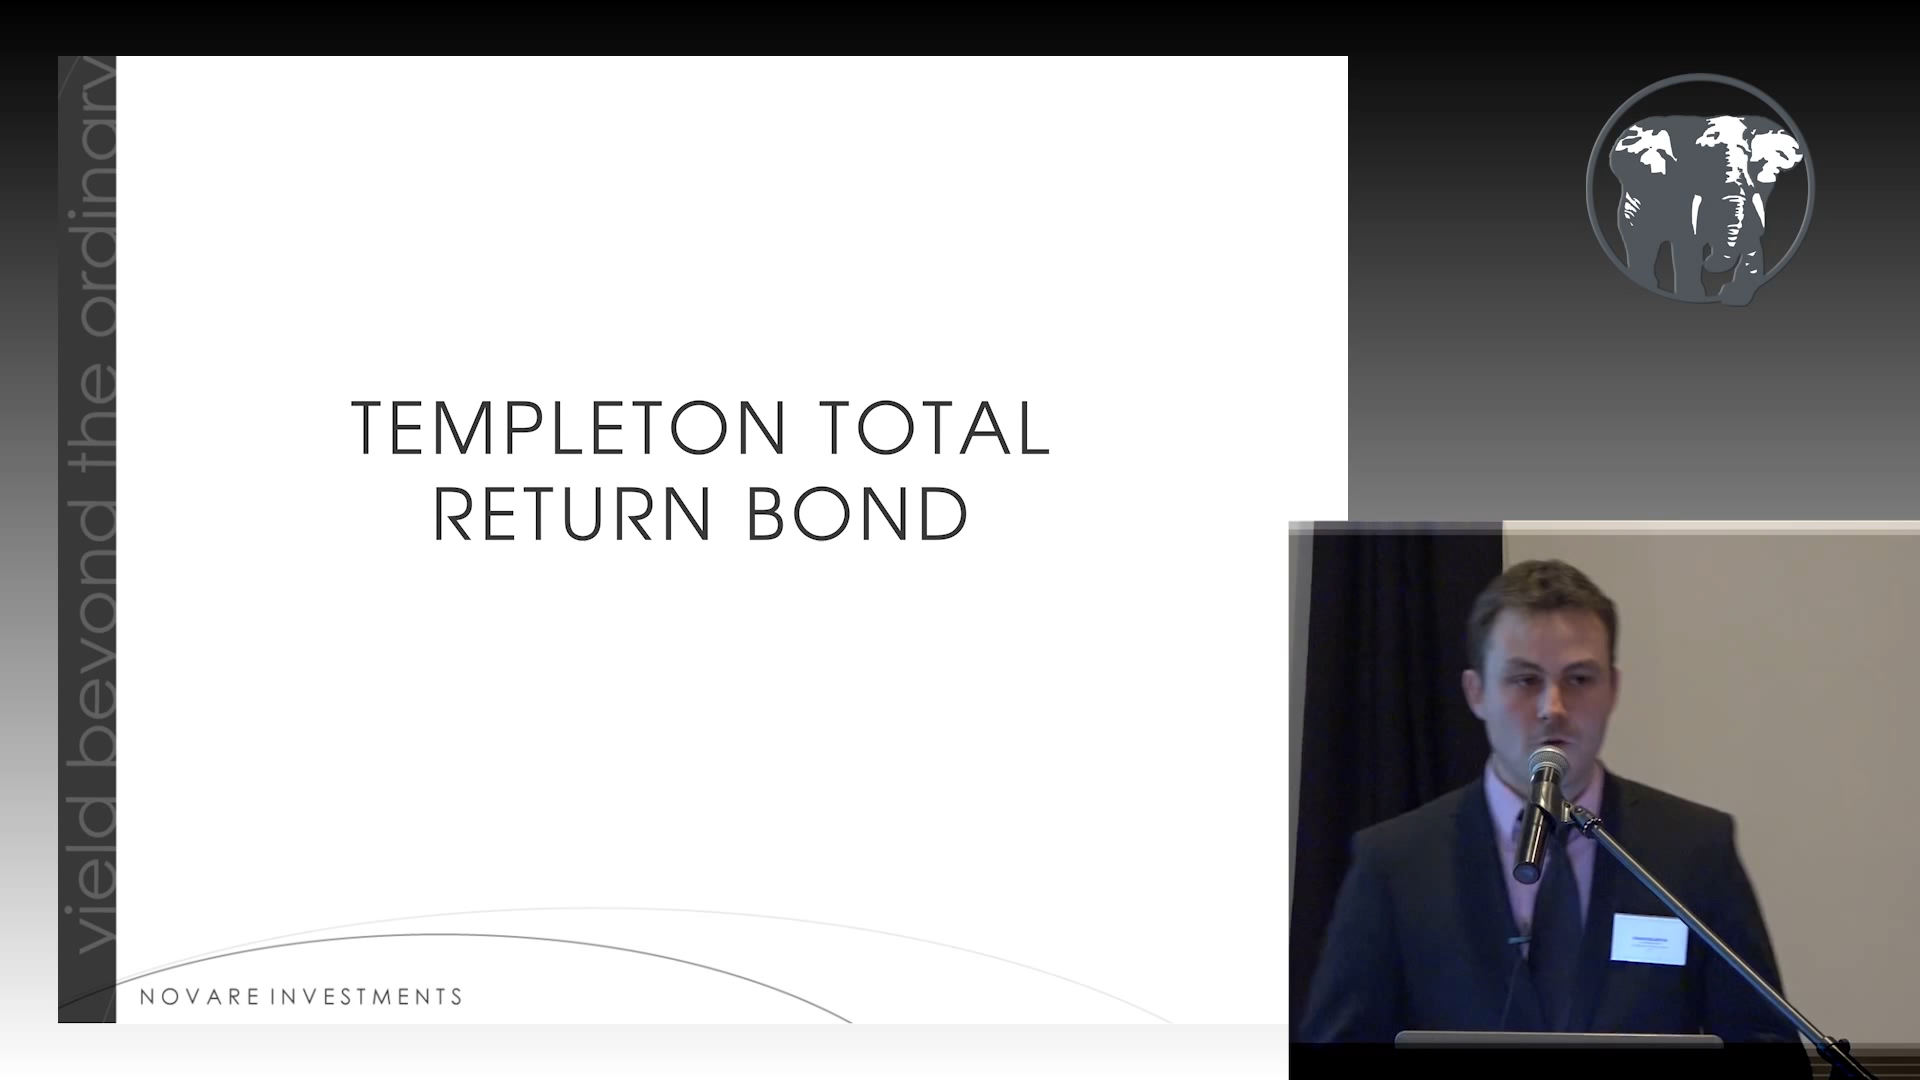 yield beyond the ordinary
TEMPLETON TOTAL
RETURN BOND
NOVARE INVESTMENTS